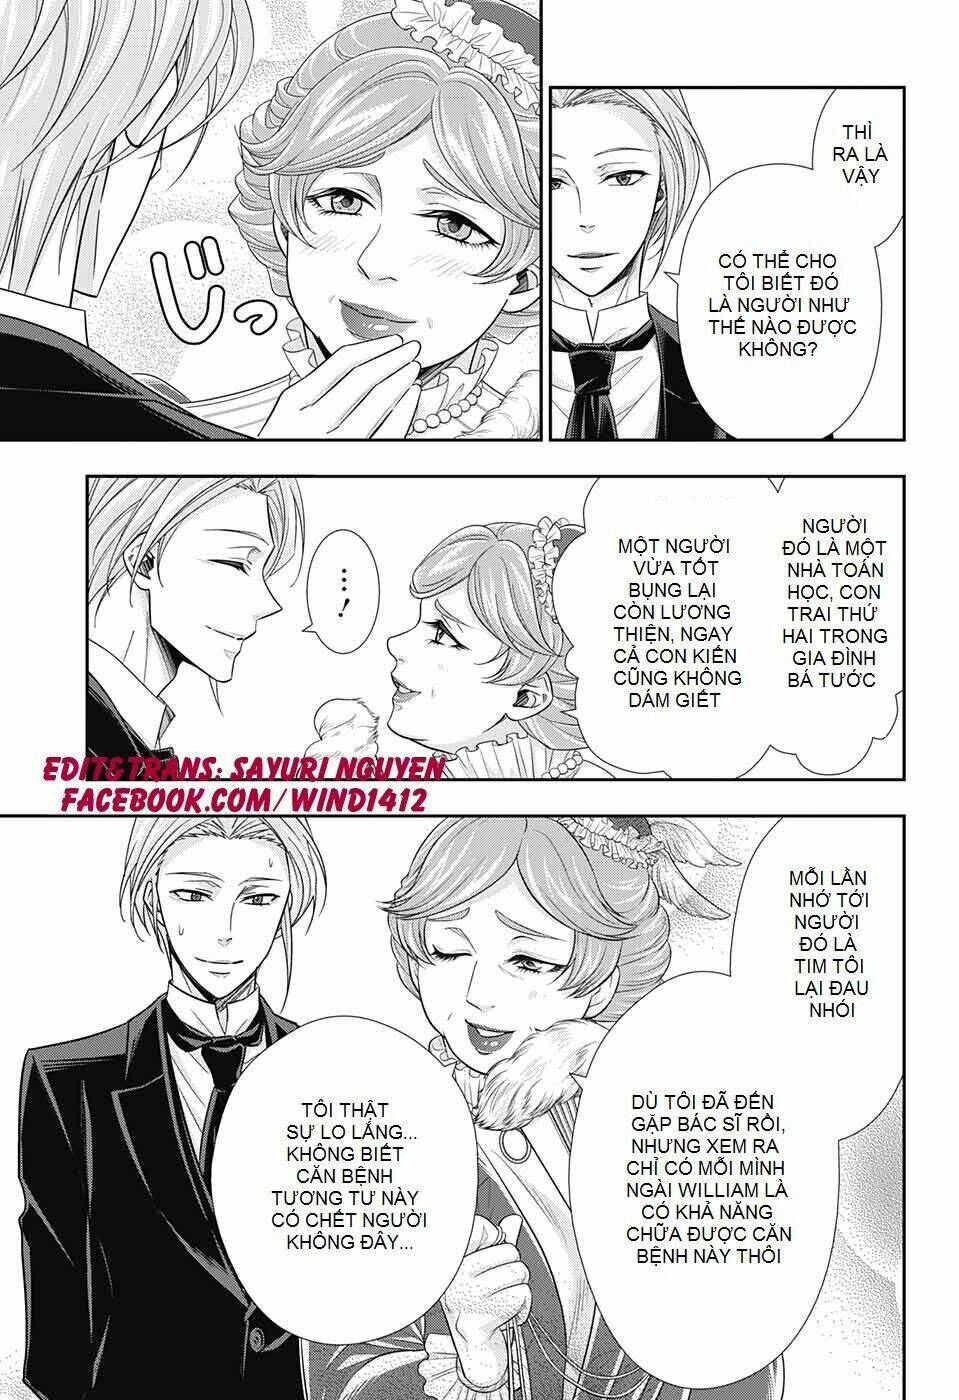 THÌ
RA LÀ
VẬY
CÓ THỂ CHO
TÔI BIẾT ĐÓ
LÀ NGƯỜI NHƯ
THẾ NÀO ĐƯỢC
KHÔNG?
じっ
NGƯỜI
ĐÓ LÀ MỘT
NHÀ TOÁN
HỌC, CON
TRAI THỨ
HAI TRONG
GIA ĐÌNH
BÁ TƯỚC
MỘT NGƯỜI
VỪA TỐT
BỤNG LẠI
CÒN LƯƠNG
THIỆN, NGAY
CẢ CON KIẾN
CŨNG KHÔNG
DÁM GIẾT
...!
EDIT&TRANS: SAYURI NGUYEN
FACEBOOK.COM/WIND1412
MỖI LẦN
NHỚ TỚI
NGƯỜI
ĐÓ LÀ
TIM TÔI
LẠI ĐAU
NHÓI
DÙ TÔI ĐÃ ĐẾN
GẶP BÁC SĨ RỒI,
NHƯNG XEM RA
CHỈ CÓ MỖI MÌNH
NGÀI WILLIAM LÀ
CÓ KHẢ NĂNG
CHỮA ĐƯỢC CĂN
BỆNH NÀY THÔI
TÔI THẬT
SỰ LO LẮNG...
KHÔNG BIẾT
CĂN BỆNH
TƯƠNG TƯ NÀY
CÓ CHẾT NGƯỜI
KHÔNG ĐÂY...